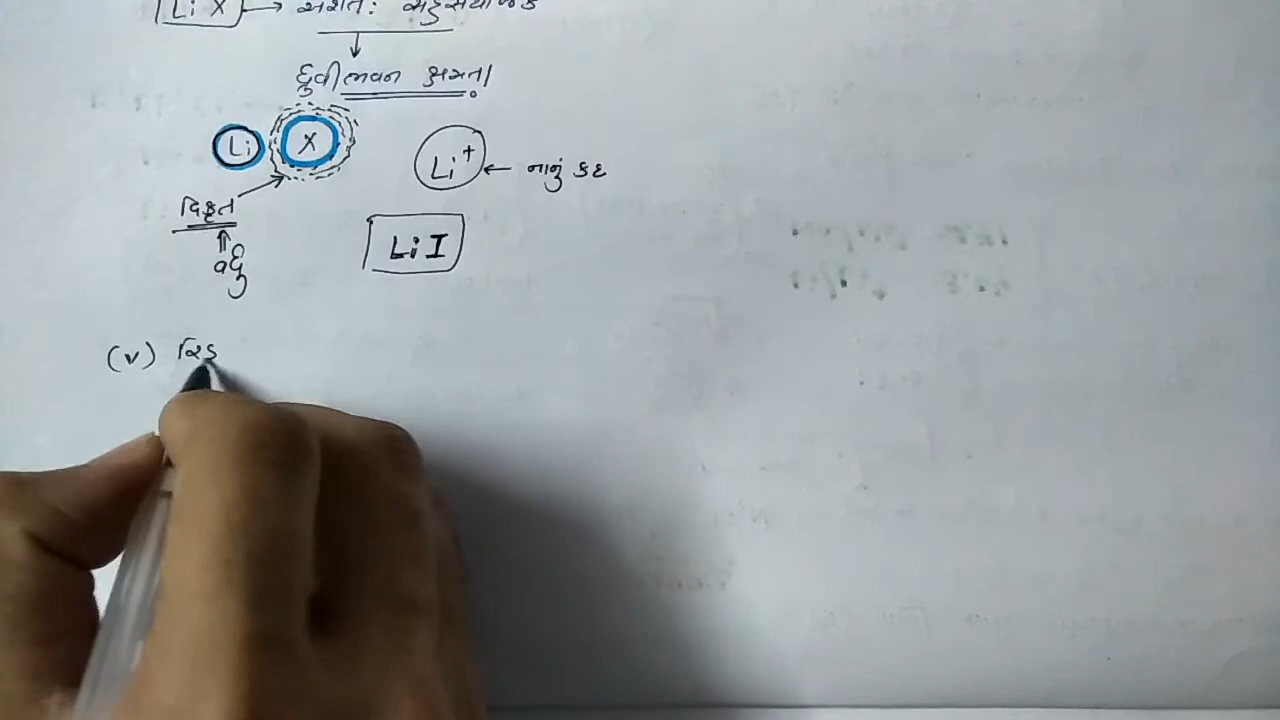 Li X → અંશતઃ સહસંયોજક
ધ્રુવીભવન ક્ષમતા
Li X Li⁺ ← નાનું કદ
વિકૃત
વધુ
LiI
(v) રિડ